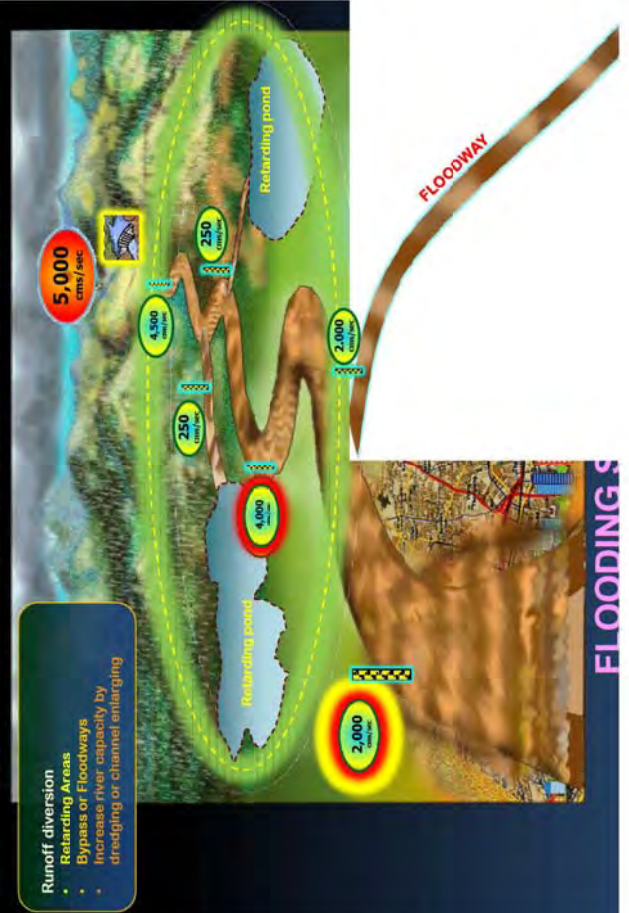 Runoff diversion
• Retarding Areas
• Bypass or Floodways
• Increase river capacity by
dredging or channel enlarging
5,000
cms/sec
4,500
cms/sec
250
cms/sec
250
cms/sec
Retarding pond
Retarding pond
4,000
2,000
cms/sec
2.000
cms/sec
FLOODWAY
FLOODING S